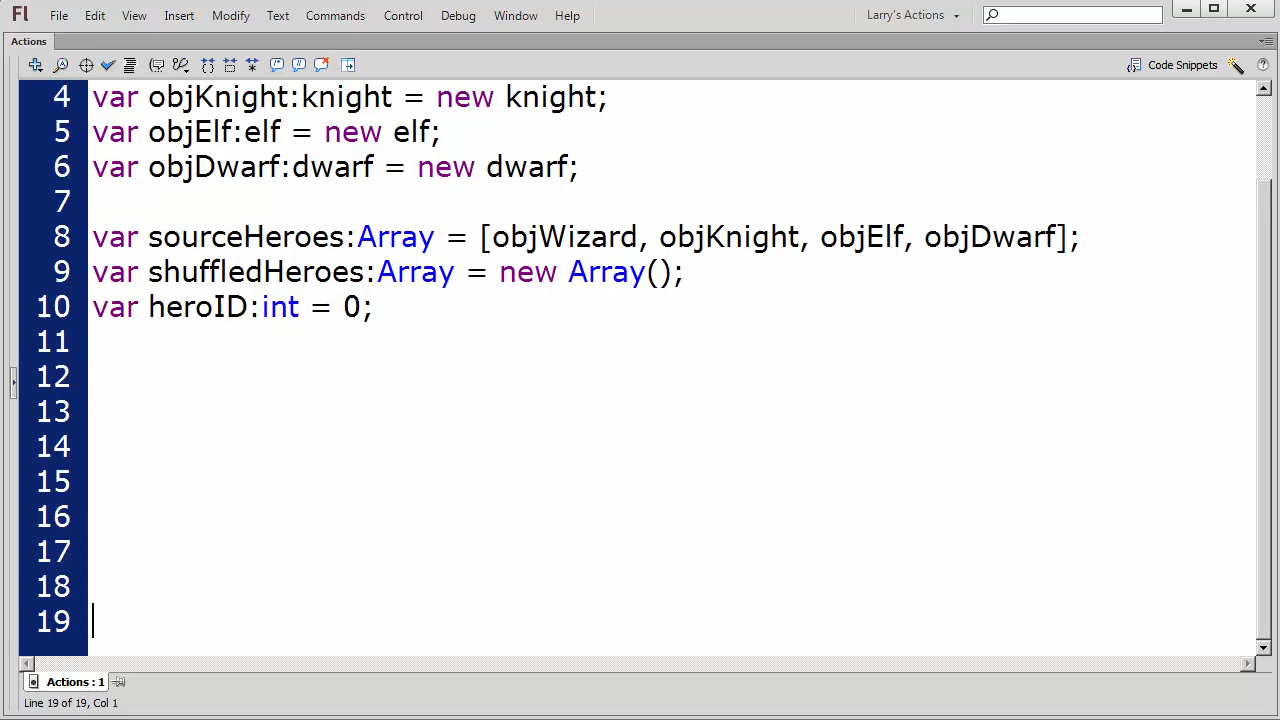 Fl File Edit View Insert Modify Text Commands Control Debug Window Help Larry's Actions
Actions
Code Snippets
4 var objKnight:knight = new knight;
5 var objElf:elf = new elf;
6 var objDwarf:dwarf = new dwarf;
7
8 var sourceHeroes:Array = [objWizard, objKnight, objElf, objDwarf];
9 var shuffledHeroes:Array = new Array();
10 var heroID:int = 0;
11
12
13
14
15
16
17
18
19
Actions : 1
Line 19 of 19, Col 1